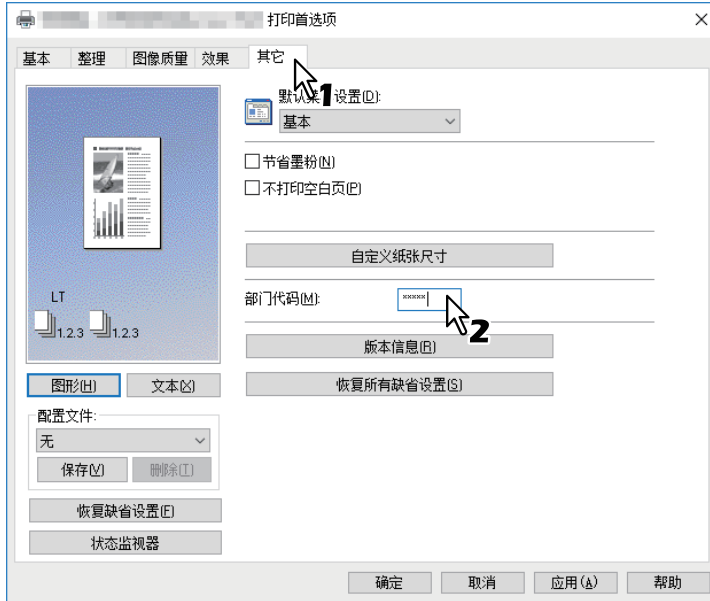 打印首选项
基本 整理 图像质量 效果 其它
1
设置(D):
基本
节省墨粉(N)
不打印空白页(P)
自定义纸张尺寸
LT
1.2.3 1.2.3
部门代码(M): *****
2
版本信息(R)
图形(H) 文本(X)
恢复所有缺省设置(S)
配置文件:
无
保存(V) 删除(T)
恢复缺省设置(F)
状态监视器
确定 取消 应用(A) 帮助